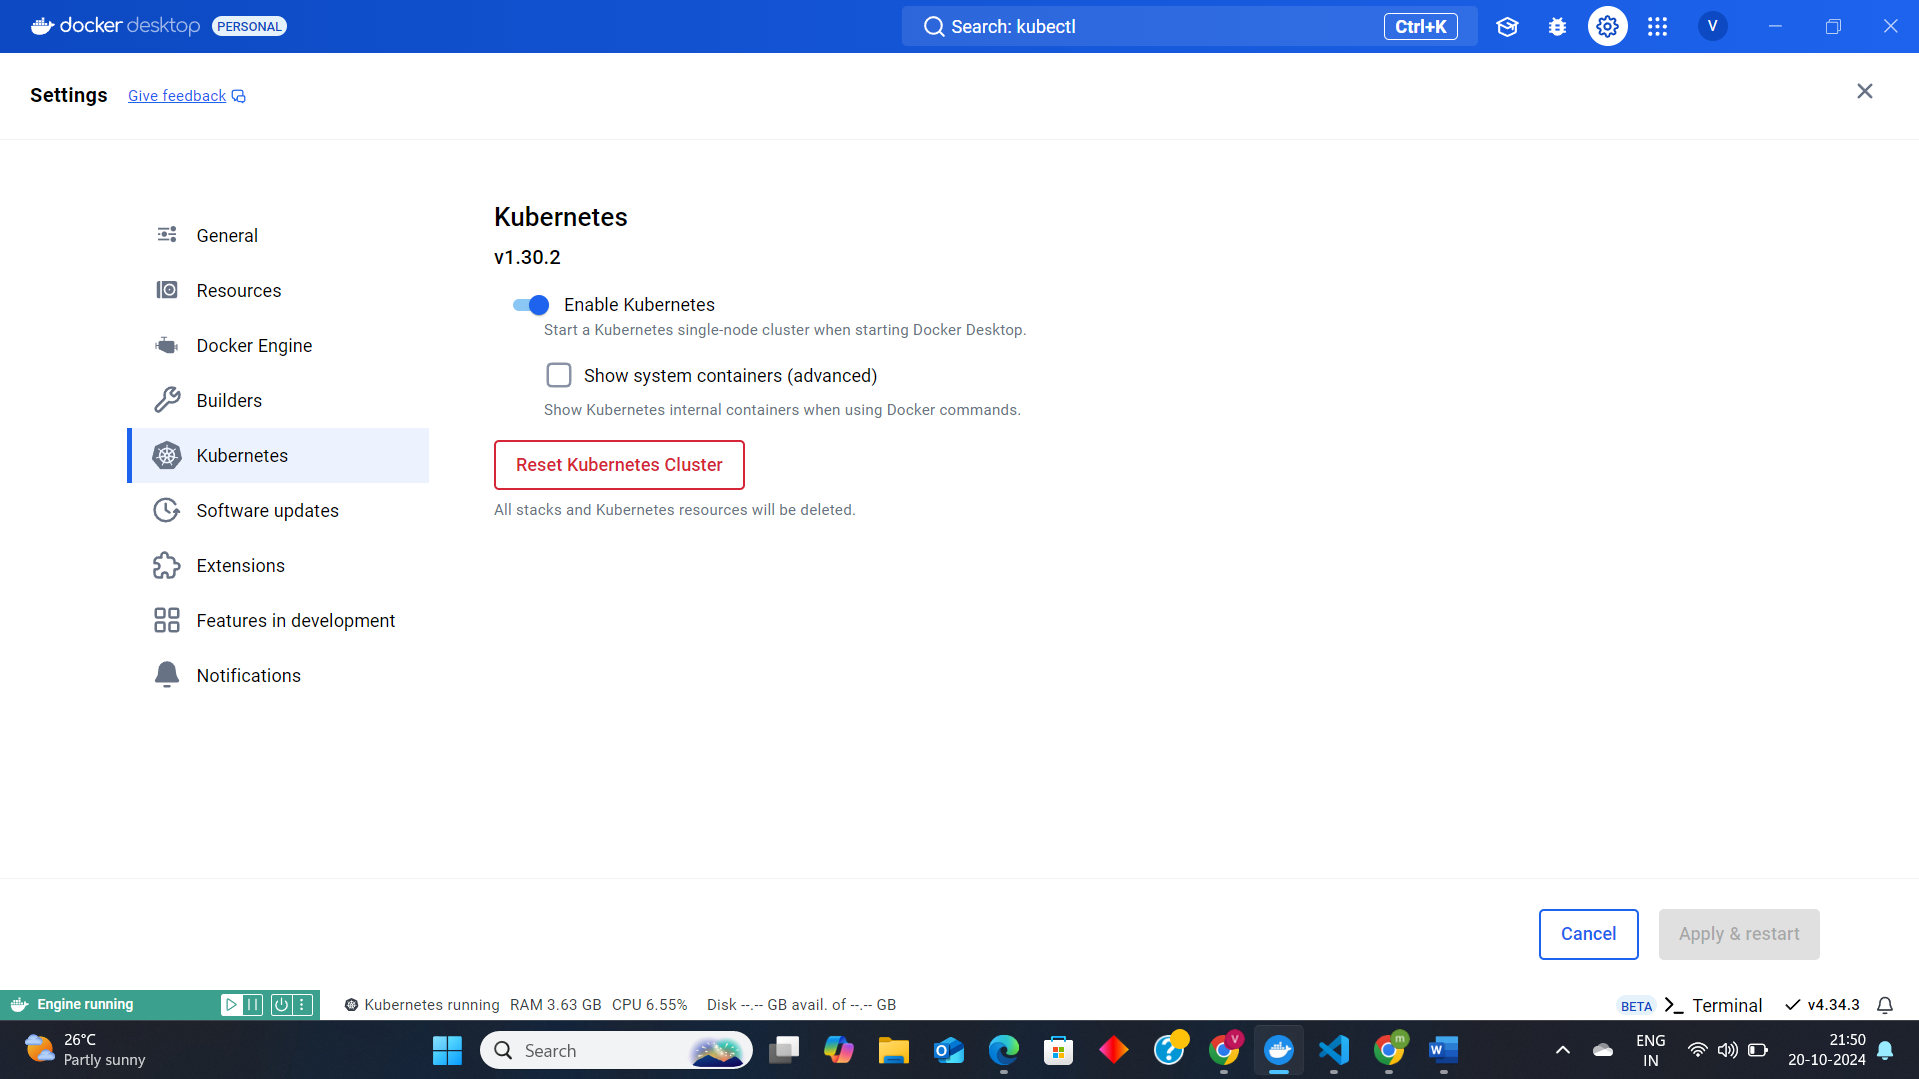 docker desktop PERSONAL
Search: kubectl Ctrl+K
V
Settings Give feedback
General
Resources
Docker Engine
Builders
Kubernetes
Software updates
Extensions
Features in development
Notifications
Kubernetes
v1.30.2
Enable Kubernetes
Start a Kubernetes single-node cluster when starting Docker Desktop.
Show system containers (advanced)
Show Kubernetes internal containers when using Docker commands.
Reset Kubernetes Cluster
All stacks and Kubernetes resources will be deleted.
Cancel Apply & restart
Engine running Kubernetes running RAM 3.63 GB CPU 6.55% Disk --.-- GB avail. of --.-- GB BETA Terminal v4.34.3
26°C
Partly sunny
Search
V
m
ENG
IN
21:50
20-10-2024